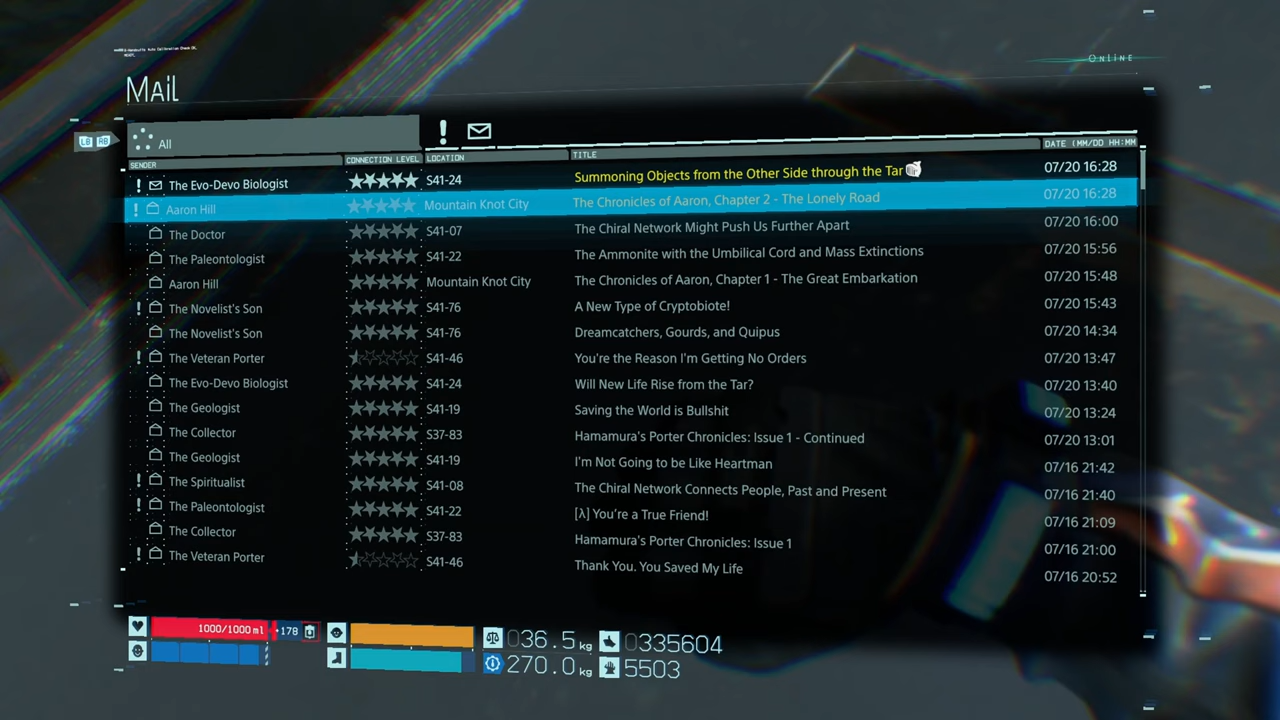 ONLINE
Mail
LB RB
All
SENDER CONNECTION LEVEL LOCATION TITLE DATE (MM/DD HH:MM
! The Evo-Devo Biologist S41-24 Summoning Objects from the Other Side through the Tar 07/20 16:28
! Aaron Hill Mountain Knot City The Chronicles of Aaron, Chapter 2 - The Lonely Road 07/20 16:28
The Doctor S41-07 The Chiral Network Might Push Us Further Apart 07/20 16:00
The Paleontologist S41-22 The Ammonite with the Umbilical Cord and Mass Extinctions 07/20 15:56
Aaron Hill Mountain Knot City The Chronicles of Aaron, Chapter 1 - The Great Embarkation 07/20 15:48
! The Novelist's Son S41-76 A New Type of Cryptobiote! 07/20 15:43
The Novelist's Son S41-76 Dreamcatchers, Gourds, and Quipus 07/20 14:34
! The Veteran Porter S41-46 You're the Reason I'm Getting No Orders 07/20 13:47
The Evo-Devo Biologist S41-24 Will New Life Rise from the Tar? 07/20 13:40
The Geologist S41-19 Saving the World is Bullshit 07/20 13:24
The Collector S37-83 Hamamura's Porter Chronicles: Issue 1 - Continued 07/20 13:01
The Geologist S41-19 I'm Not Going to be Like Heartman 07/16 21:42
! The Spiritualist S41-08 The Chiral Network Connects People, Past and Present 07/16 21:40
! The Paleontologist S41-22 [λ] You're a True Friend! 07/16 21:09
The Collector S37-83 Hamamura's Porter Chronicles: Issue 1 07/16 21:00
! The Veteran Porter S41-46 Thank You. You Saved My Life 07/16 20:52
1000/1000 ml 178 036.5 kg 0335604
270.0 kg 5503